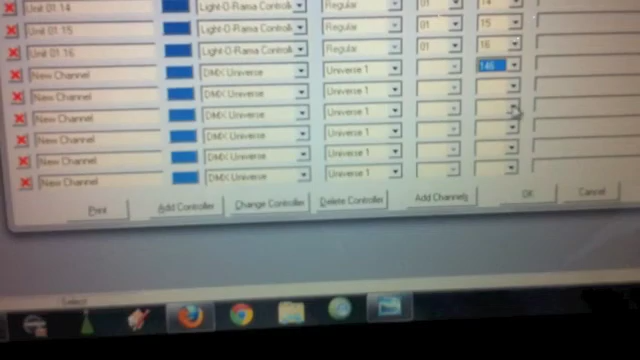 Unit 01.14 Light-O-Rama Controll Regular 01 14
Unit 01.15 Light-O-Rama Controll Regular 01 15
Unit 01.16 Light-O-Rama Controll Regular 01 16
New Channel DMX Universe Universe 1 146
New Channel DMX Universe Universe 1
New Channel DMX Universe Universe 1
New Channel DMX Universe Universe 1
New Channel DMX Universe Universe 1
New Channel DMX Universe Universe 1
Print Add Controller Change Controller Delete Controller Add Channels OK Cancel
Select